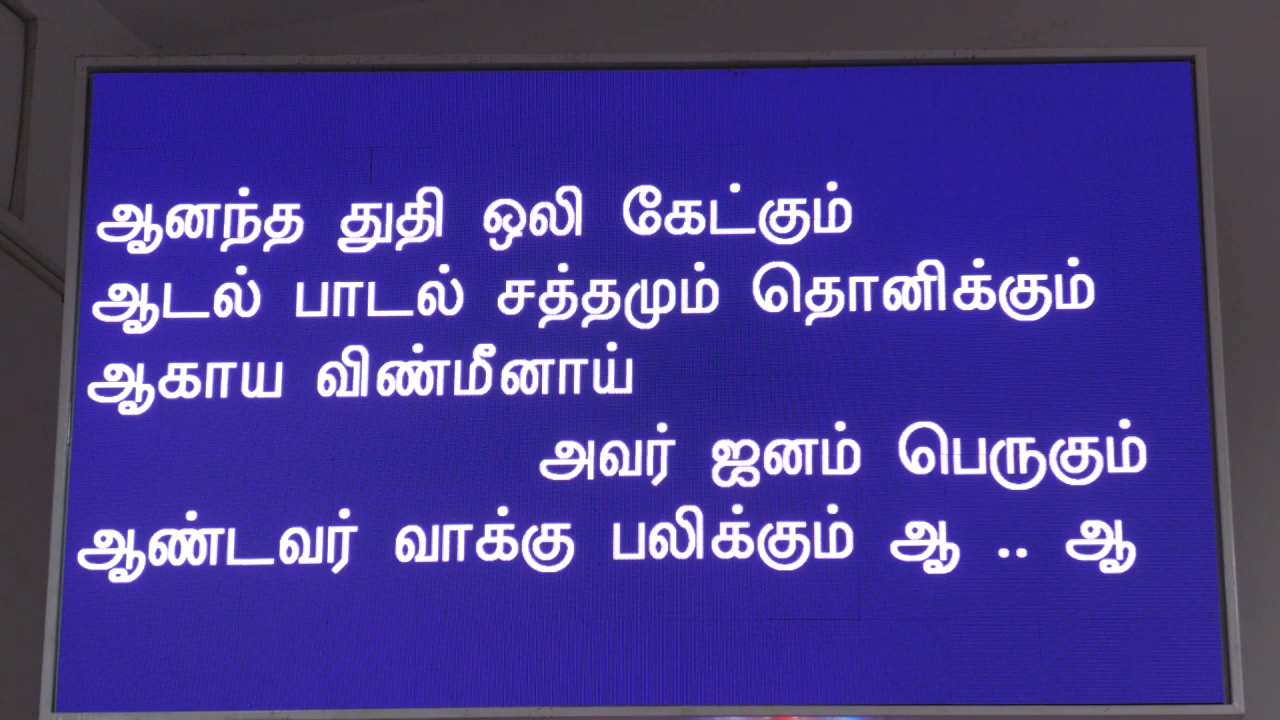 ஆனந்த துதி ஒலி கேட்கும்
ஆடல் பாடல் சத்தமும் தொனிக்கும்
ஆகாய விண்மீனாய்
அவர் ஜனம் பெருகும்
ஆண்டவர் வாக்கு பலிக்கும் ஆ .. ஆ